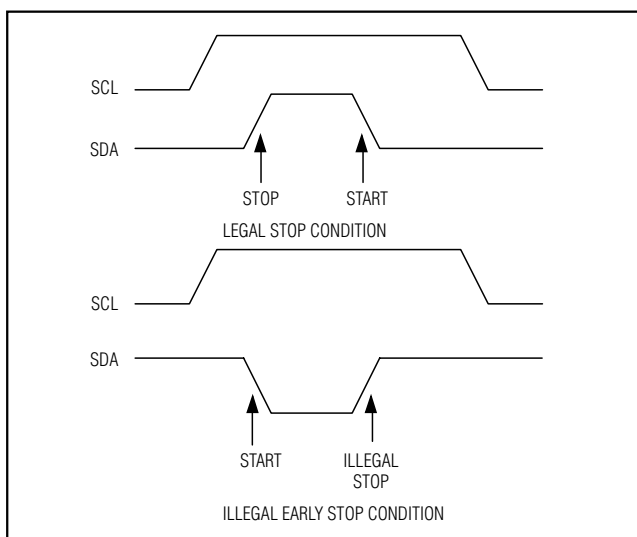 SCL
SDA
STOP START
LEGAL STOP CONDITION
SCL
SDA
START ILLEGAL
STOP
ILLEGAL EARLY STOP CONDITION